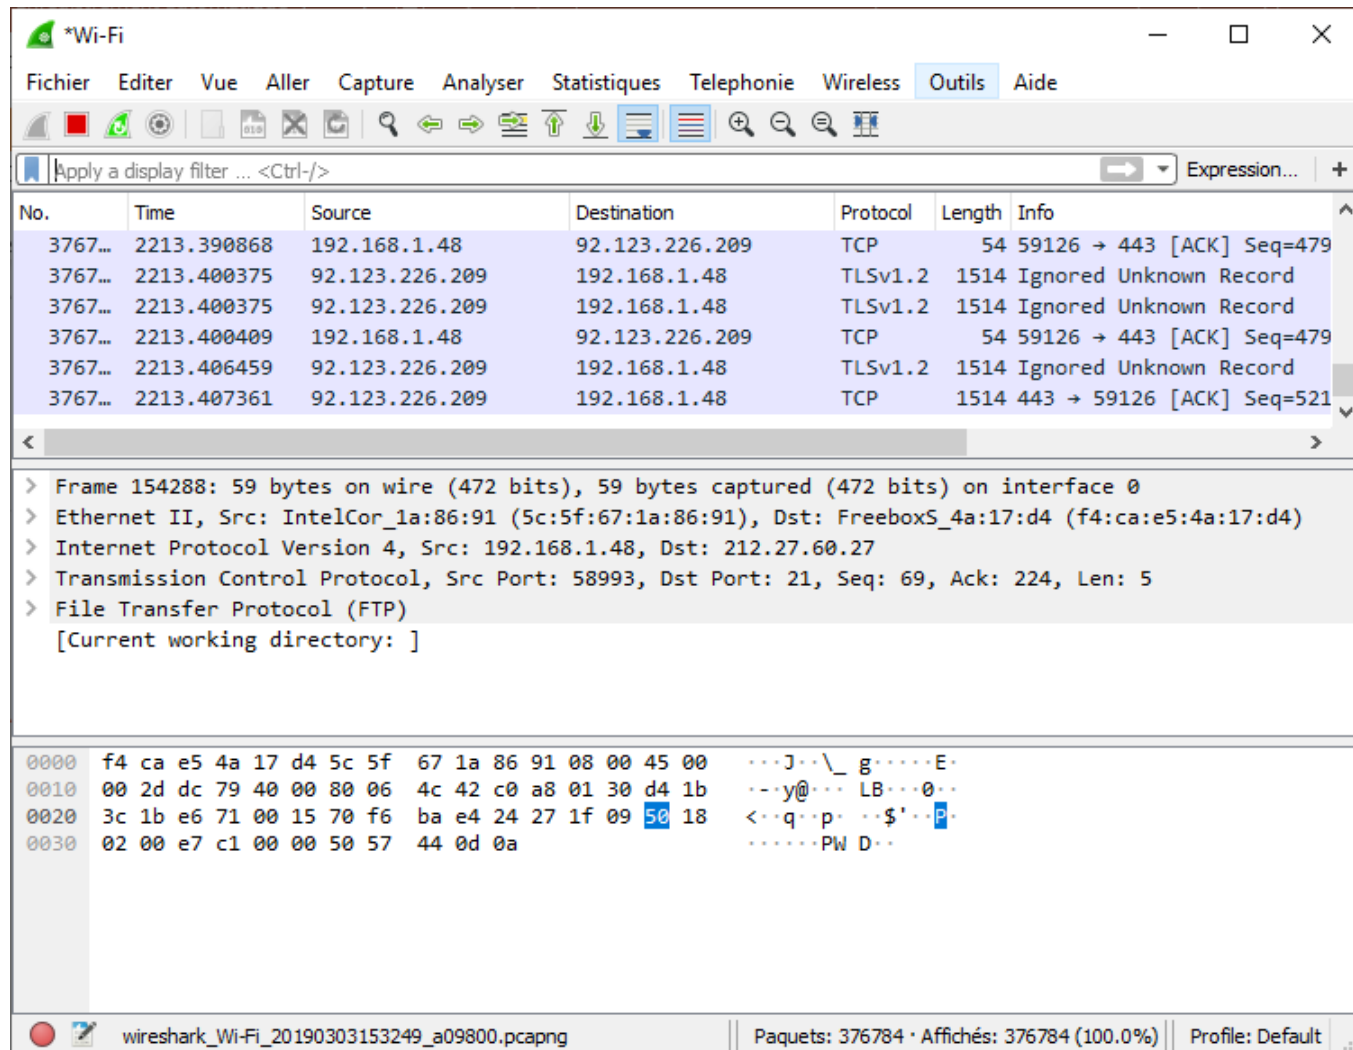 *Wi-Fi
Fichier Editer Vue Aller Capture Analyser Statistiques Telephonie Wireless Outils Aide
Apply a display filter ... <Ctrl-/> Expression... +
No. Time Source Destination Protocol Length Info
3767… 2213.390868 192.168.1.48 92.123.226.209 TCP 54 59126 → 443 [ACK] Seq=479
3767… 2213.400375 92.123.226.209 192.168.1.48 TLSv1.2 1514 Ignored Unknown Record
3767… 2213.400375 92.123.226.209 192.168.1.48 TLSv1.2 1514 Ignored Unknown Record
3767… 2213.400409 192.168.1.48 92.123.226.209 TCP 54 59126 → 443 [ACK] Seq=479
3767… 2213.406459 92.123.226.209 192.168.1.48 TLSv1.2 1514 Ignored Unknown Record
3767… 2213.407361 92.123.226.209 192.168.1.48 TCP 1514 443 → 59126 [ACK] Seq=521
> Frame 154288: 59 bytes on wire (472 bits), 59 bytes captured (472 bits) on interface 0
> Ethernet II, Src: IntelCor_1a:86:91 (5c:5f:67:1a:86:91), Dst: FreeboxS_4a:17:d4 (f4:ca:e5:4a:17:d4)
> Internet Protocol Version 4, Src: 192.168.1.48, Dst: 212.27.60.27
> Transmission Control Protocol, Src Port: 58993, Dst Port: 21, Seq: 69, Ack: 224, Len: 5
> File Transfer Protocol (FTP)
[Current working directory: ]
0000 f4 ca e5 4a 17 d4 5c 5f 67 1a 86 91 08 00 45 00 ···J··\_ g·····E·
0010 00 2d dc 79 40 00 80 06 4c 42 c0 a8 01 30 d4 1b ·-·y@··· LB···0··
0020 3c 1b e6 71 00 15 70 f6 ba e4 24 27 1f 09 50 18 <··q··p· ··$'··P·
0030 02 00 e7 c1 00 00 50 57 44 0d 0a ······PW D··
wireshark_Wi-Fi_20190303153249_a09800.pcapng Paquets: 376784 · Affichés: 376784 (100.0%) Profile: Default